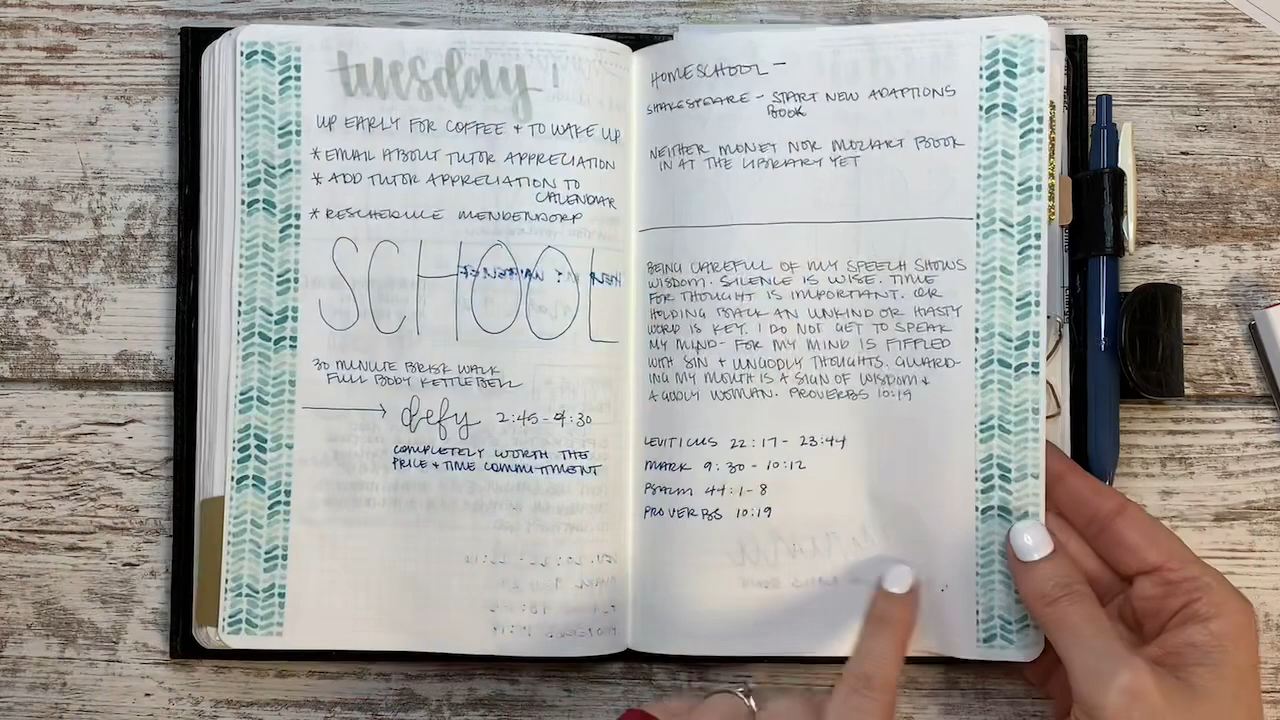 tuesday!
UP EARLY FOR COFFEE + TO WAKE UP
* EMAIL ABOUT TUTOR APPRECIATION
* ADD TUTOR APPRECIATION TO
CALENDAR
* RESCHEDULE MENDENDORP
SCHOOL
30 MINUTE BRISK WALK
FULL BODY KETTLEBELL
defy 2:45-4:30
COMPLETELY WORTH THE
PRICE + TIME COMMITMENT
HOMESCHOOL -
SHAKESPEARE - START NEW ADAPTIONS
BOOK
NEITHER MONEY NOR MOZART BOOK
IN AT THE LIBRARY YET
BEING CAREFUL OF MY SPEECH SHOWS
WISDOM. SILENCE IS WISE. TIME
FOR THOUGHT IS IMPORTANT. OR
HOLDING BACK AN UNKIND OR HASTY
WORD IS KEY. I DO NOT GET TO SPEAK
MY MIND - FOR MY MIND IS FIFFLED
WITH SIN + UNGODLY THOUGHTS. GUARD-
ING MY MOUTH IS A SIGN OF WISDOM +
A GODLY WOMAN. PROVERBS 10:19
LEVITICUS 22:17 - 23:44
MARK 9:30 - 10:12
PSALM 44:1-8
PROVERBS 10:19